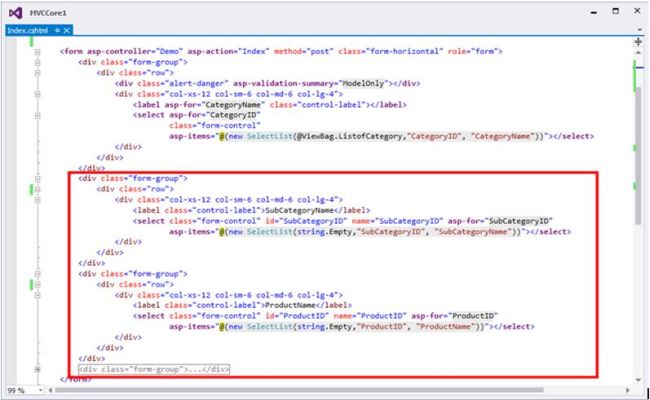 MVCCore1
Index.cshtml
<form asp-controller="Demo" asp-action="Index" method="post" class="form-horizontal" role="form">
<div class="form-group">
<div class="row">
<div class="alert-danger" asp-validation-summary="ModelOnly"></div>
<div class="col-xs-12 col-sm-6 col-md-6 col-lg-4">
<label asp-for="CategoryName" class="control-label"></label>
<select asp-for="CategoryID"
class="form-control"
asp-items="@(new SelectList(@ViewBag.ListofCategory,"CategoryID", "CategoryName"))"></select>
</div>
</div>
</div>
<div class="form-group">
<div class="row">
<div class="col-xs-12 col-sm-6 col-md-6 col-lg-4">
<label class="control-label">SubCategoryName</label>
<select class="form-control" id="SubCategoryID" name="SubCategoryID" asp-for="SubCategoryID"
asp-items="@(new SelectList(string.Empty,"SubCategoryID", "SubCategoryName"))"></select>
</div>
</div>
</div>
<div class="form-group">
<div class="row">
<div class="col-xs-12 col-sm-6 col-md-6 col-lg-4">
<label class="control-label">ProductName</label>
<select class="form-control" id="ProductID" name="ProductID" asp-for="ProductID"
asp-items="@(new SelectList(string.Empty,"ProductID", "ProductName"))"></select>
</div>
</div>
</div>
<div class="form-group">...</div>
</form>
99 %